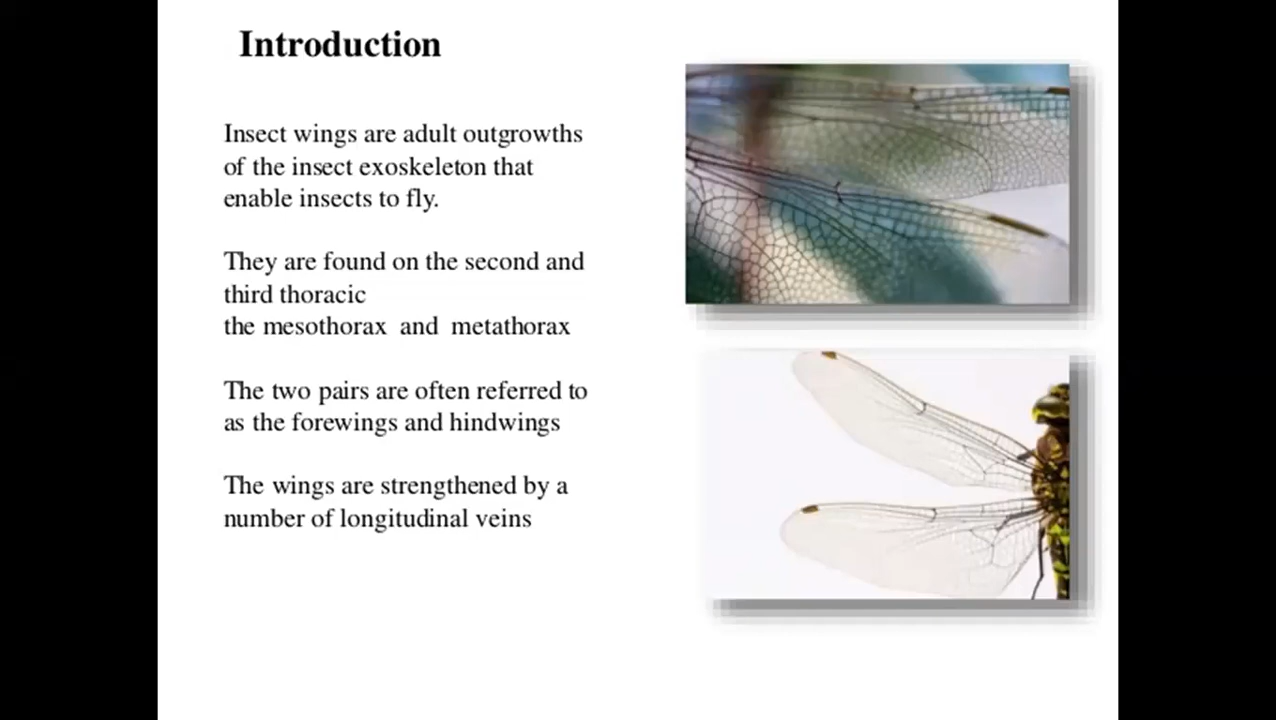 Introduction
Insect wings are adult outgrowths
of the insect exoskeleton that
enable insects to fly.
They are found on the second and
third thoracic
the mesothorax and metathorax
The two pairs are often referred to
as the forewings and hindwings
The wings are strengthened by a
number of longitudinal veins